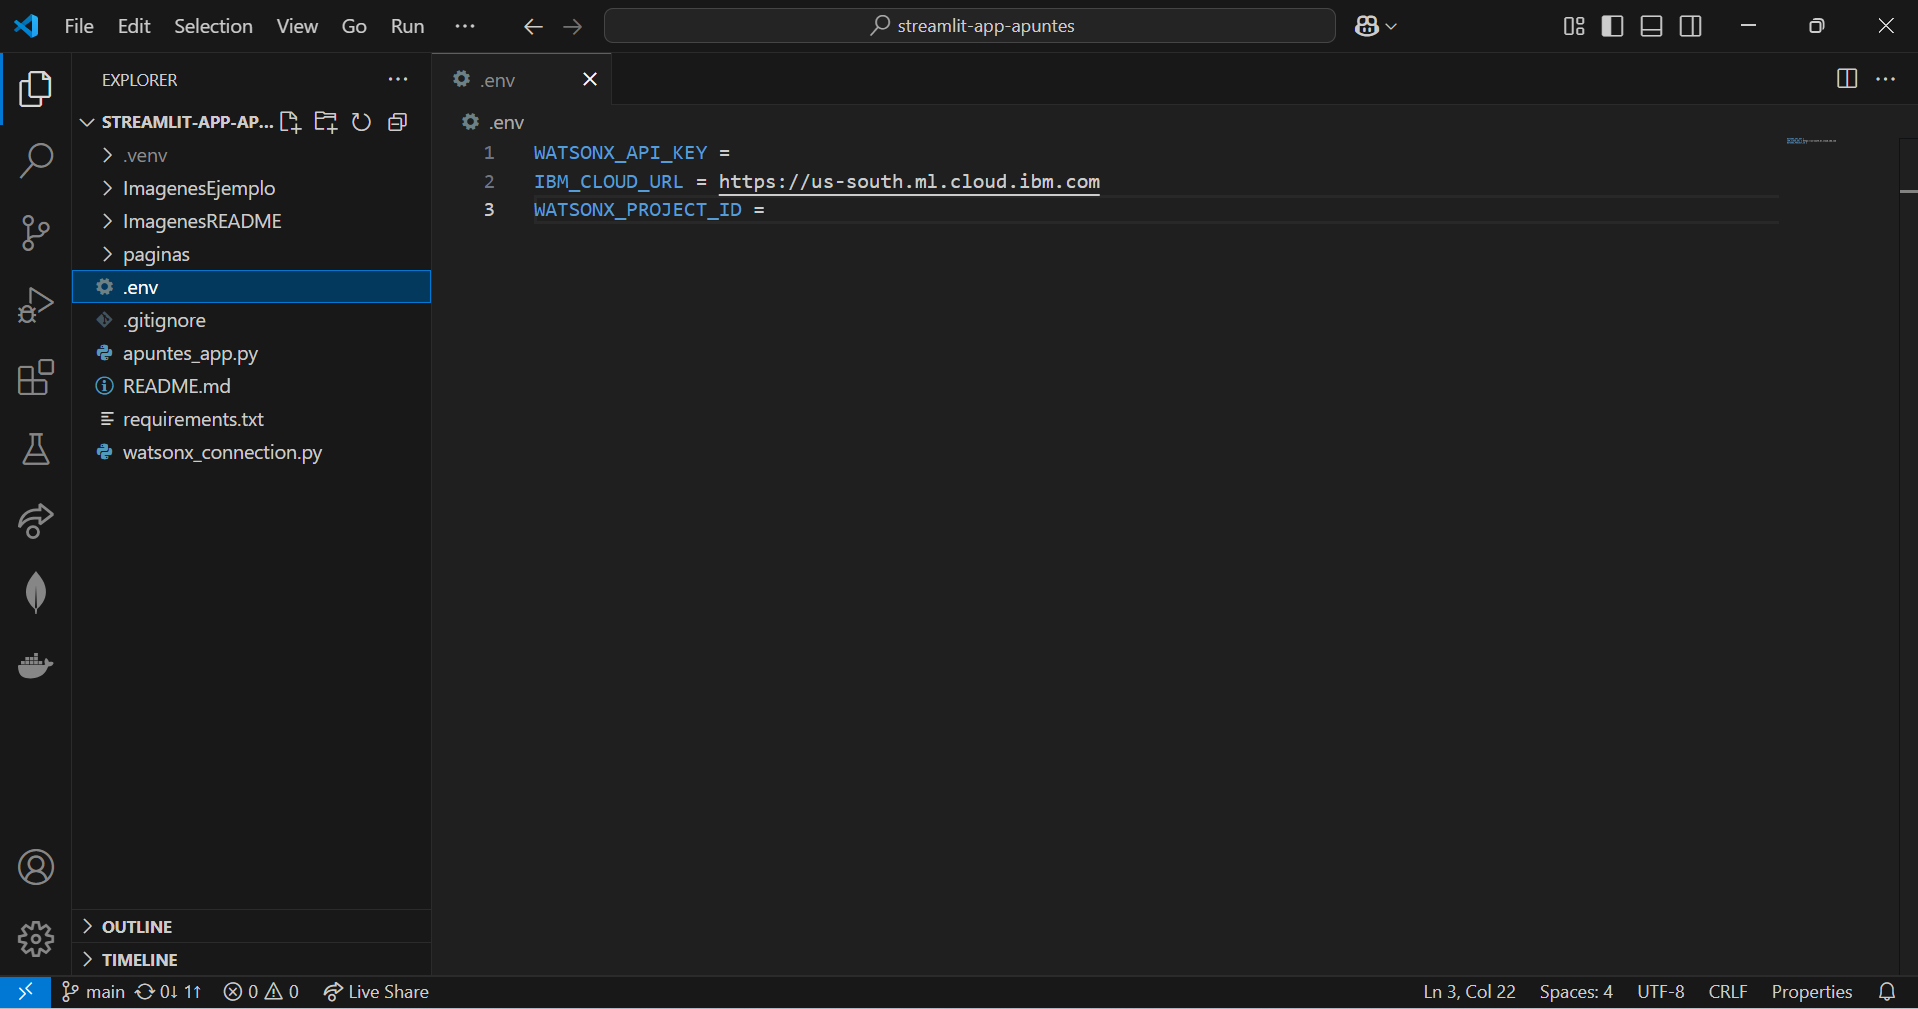 File Edit Selection View Go Run
streamlit-app-apuntes
EXPLORER
STREAMLIT-APP-AP...
.venv
ImagenesEjemplo
ImagenesREADME
paginas
.env
.gitignore
apuntes_app.py
README.md
requirements.txt
watsonx_connection.py
OUTLINE
TIMELINE
.env
.env
1 WATSONX_API_KEY =
2 IBM_CLOUD_URL = https://us-south.ml.cloud.ibm.com
3 WATSONX_PROJECT_ID =
main 0↓ 1↑ 0 0 Live Share
Ln 3, Col 22 Spaces: 4 UTF-8 CRLF Properties